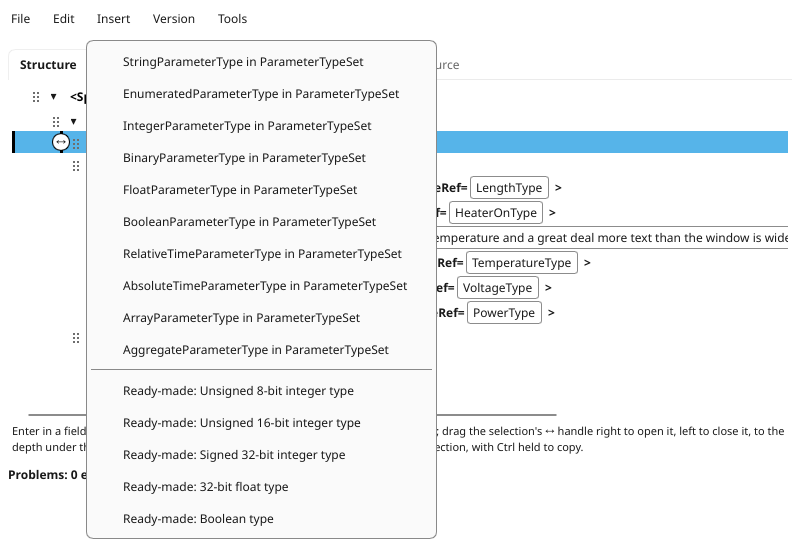 File Edit Insert Version Tools
Structure
urce
StringParameterType in ParameterTypeSet
EnumeratedParameterType in ParameterTypeSet
IntegerParameterType in ParameterTypeSet
BinaryParameterType in ParameterTypeSet
FloatParameterType in ParameterTypeSet
eRef= LengthType >
BooleanParameterType in ParameterTypeSet
f= HeaterOnType >
emperature and a great deal more text than the window is wide
RelativeTimeParameterType in ParameterTypeSet
Ref= TemperatureType >
AbsoluteTimeParameterType in ParameterTypeSet
ef= VoltageType >
ArrayParameterType in ParameterTypeSet
eRef= PowerType >
AggregateParameterType in ParameterTypeSet
Ready-made: Unsigned 8-bit integer type
Ready-made: Unsigned 16-bit integer type
Enter in a field ; drag the selection's ↔ handle right to open it, left to close it, to the
depth under th ection, with Ctrl held to copy.
Ready-made: Signed 32-bit integer type
Problems: 0 e
Ready-made: 32-bit float type
Ready-made: Boolean type